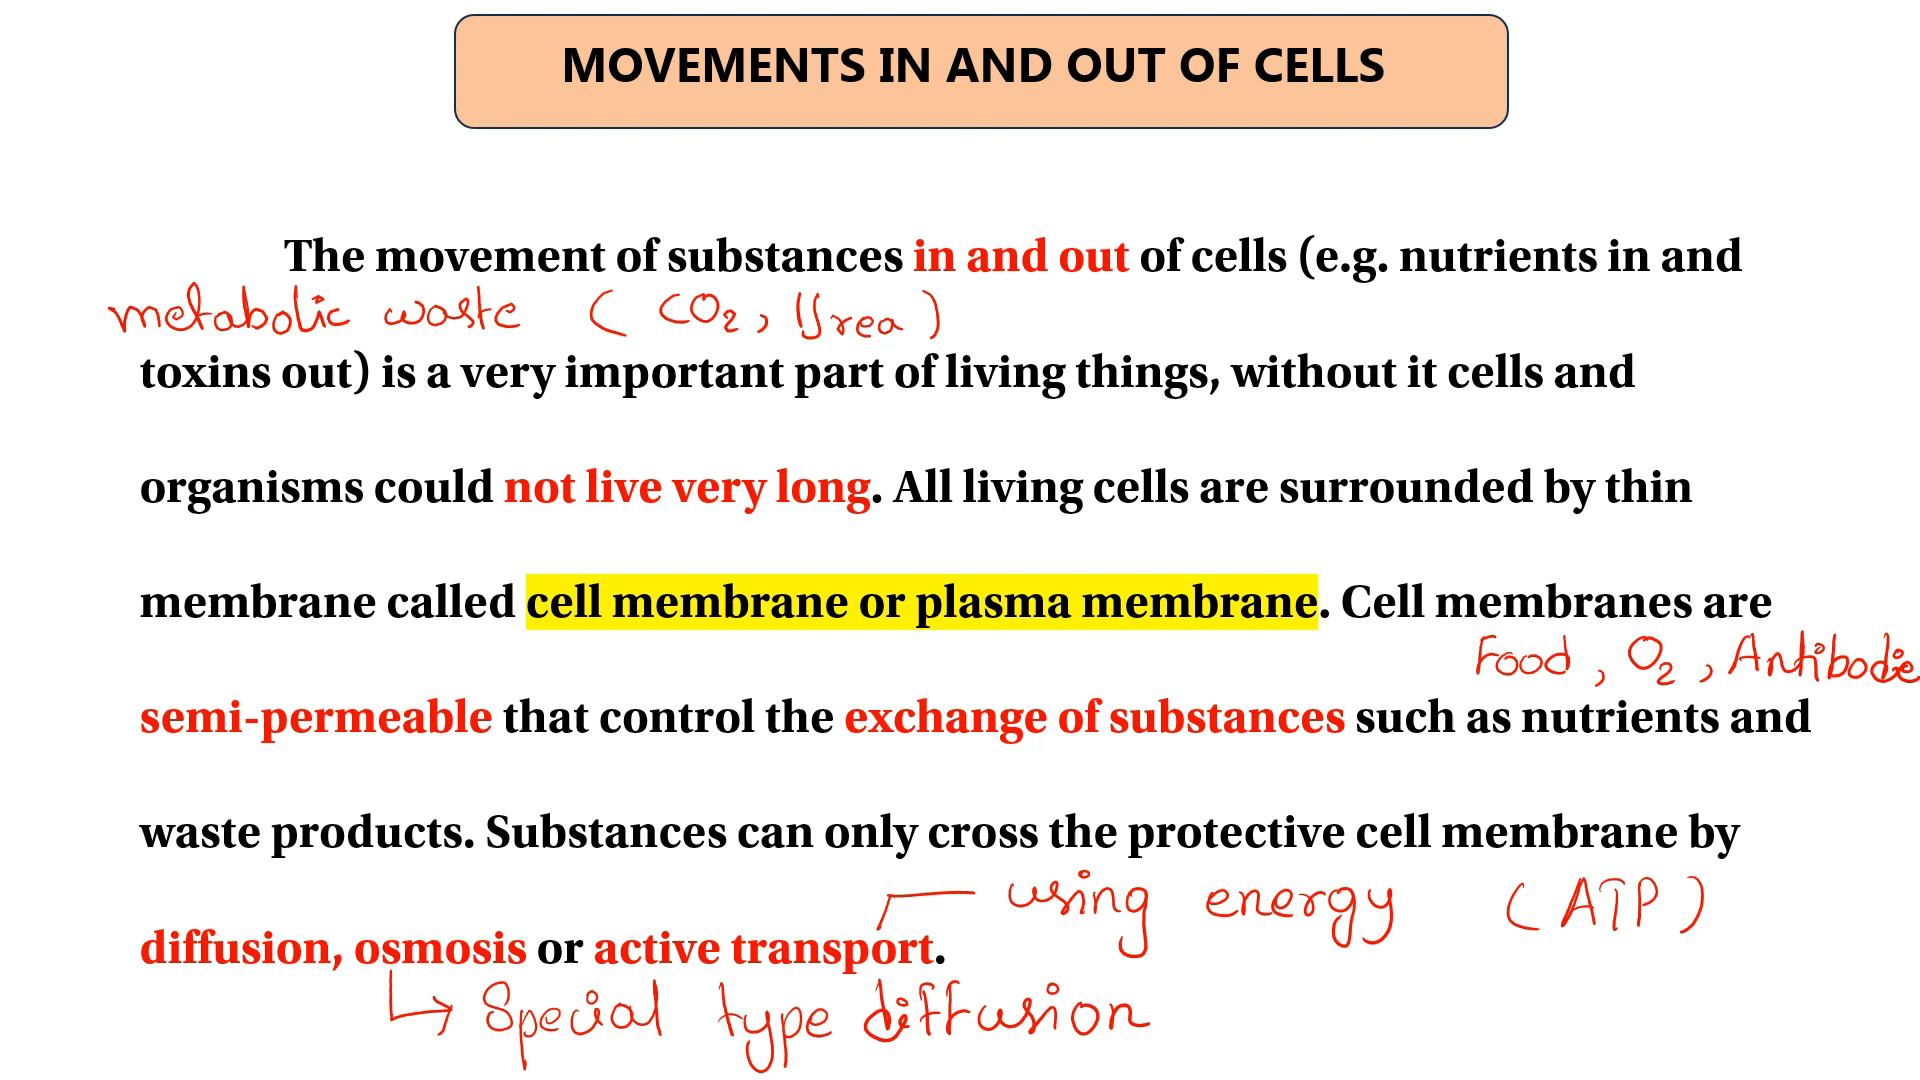 MOVEMENTS IN AND OUT OF CELLS
The movement of substances in and out of cells (e.g. nutrients in and
metabolic waste ( CO2, Urea )
toxins out) is a very important part of living things, without it cells and
organisms could not live very long. All living cells are surrounded by thin
membrane called cell membrane or plasma membrane. Cell membranes are
Food, O2, Antibodie
semi-permeable that control the exchange of substances such as nutrients and
waste products. Substances can only cross the protective cell membrane by
using energy (ATP)
diffusion, osmosis or active transport.
Special type diffusion